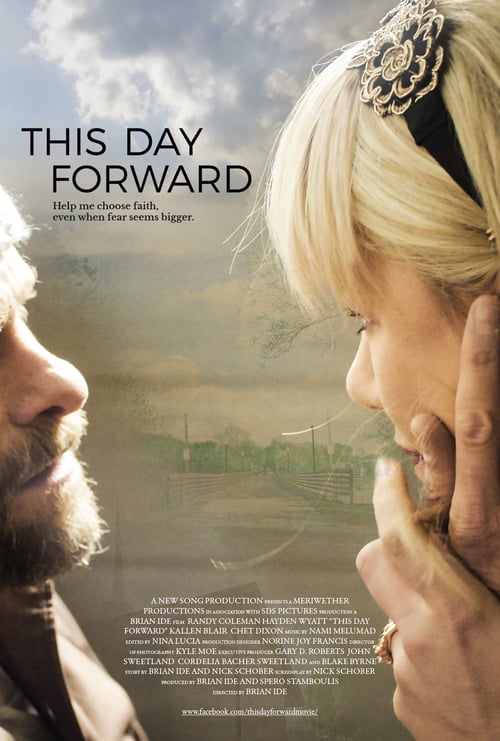 THIS DAY
FORWARD
Help me choose faith,
even when fear seems bigger.
A NEW SONG PRODUCTION PRESENTS A MERIWETHER
PRODUCTIONS IN ASSOCIATION WITH SDS PICTURES PRODUCTION A
BRIAN IDE FILM RANDY COLEMAN HAYDEN WYATT "THIS DAY
FORWARD" KALLEN BLAIR CHET DIXON MUSIC BY NAMI MELUMAD
EDITED BY NINA LUCIA PRODUCTION DESIGNER NORINE JOY FRANCIS DIRECTOR
OF PHOTOGRAPHY KYLE MOE EXECUTIVE PRODUCER GARY D. ROBERTS JOHN
SWEETLAND CORDELIA BACHER SWEETLAND AND BLAKE BYRNE
STORY BY BRIAN IDE AND NICK SCHOBER SCREENPLAY BY NICK SCHOBER
PRODUCED BY BRIAN IDE AND SPERO STAMBOULIS
DIRECTED BY BRIAN IDE
www.facebook.com/thisdayforwardmovie/